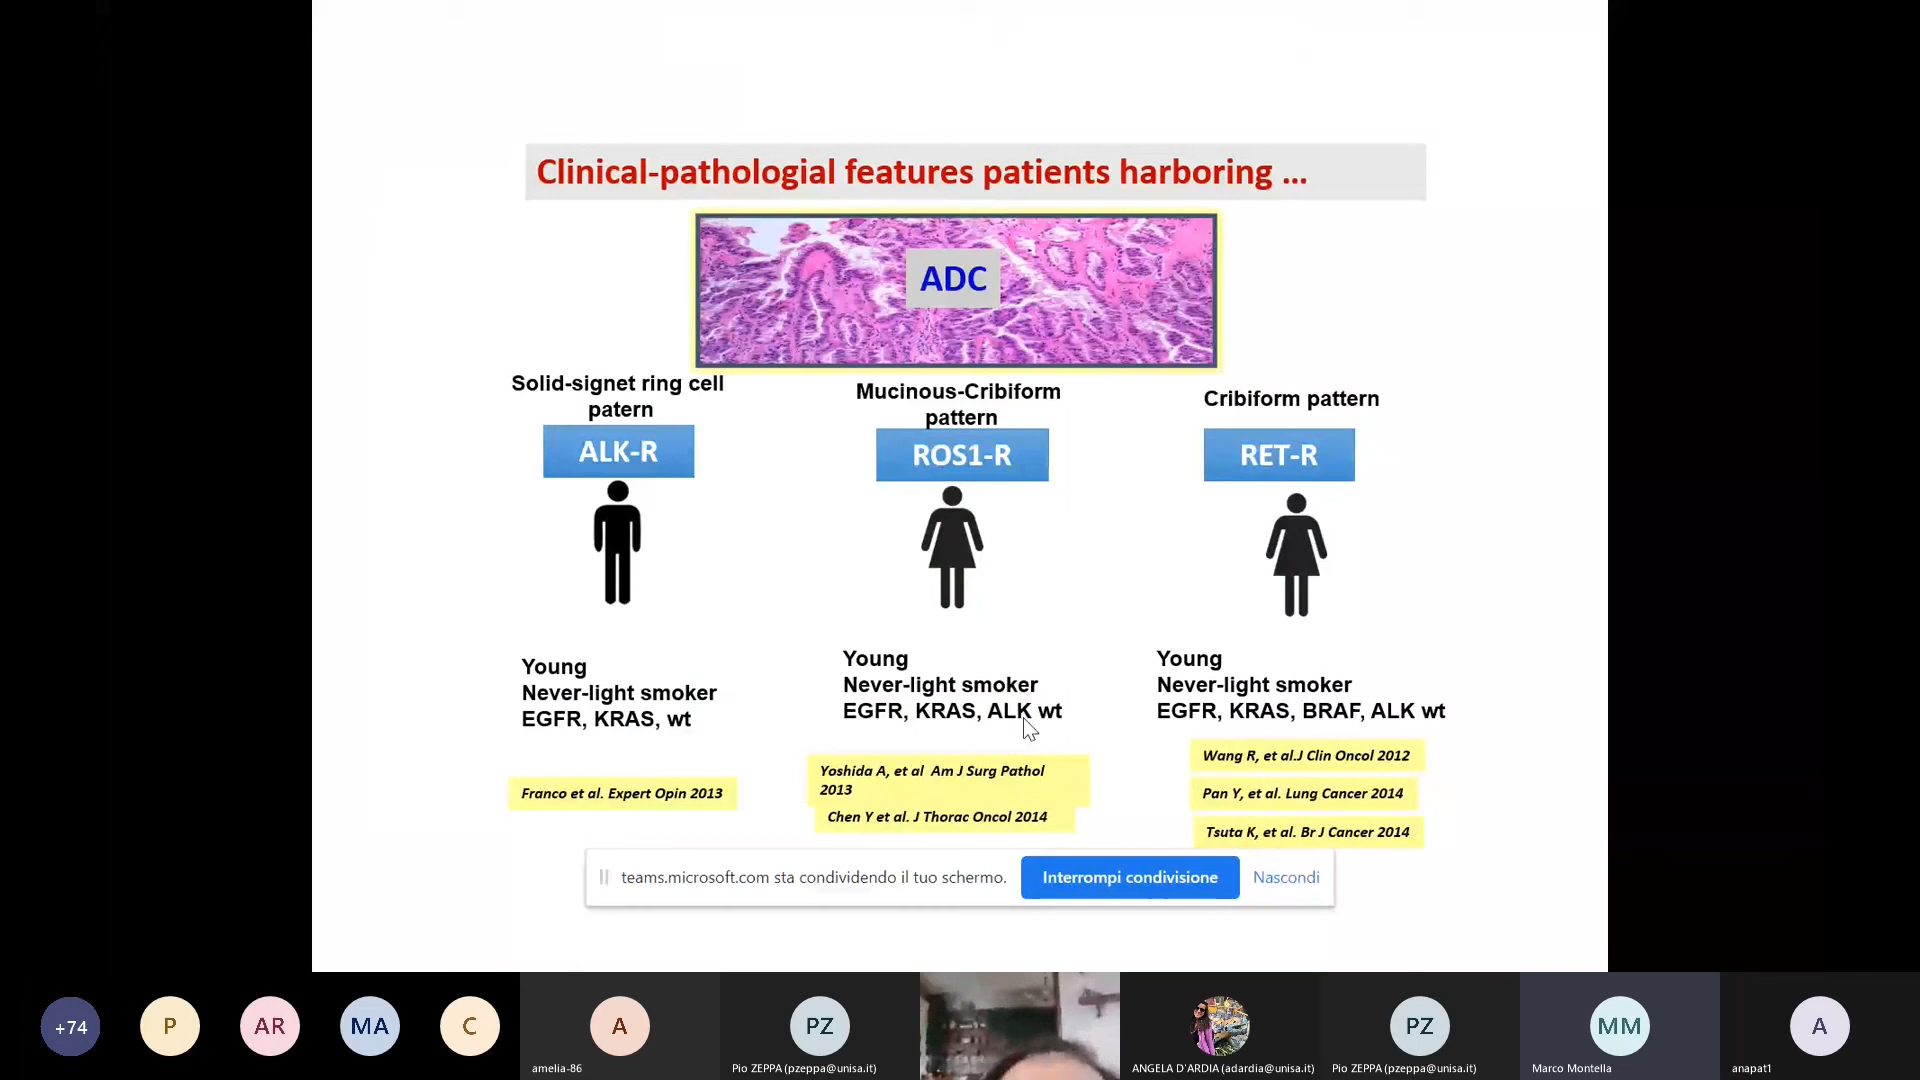 Clinical-pathologial features patients harboring ...
ADC
Solid-signet ring cell
patern
ALK-R
Young
Never-light smoker
EGFR, KRAS, wt
Franco et al. Expert Opin 2013
Mucinous-Cribiform
pattern
ROS1-R
Young
Never-light smoker
EGFR, KRAS, ALK wt
Yoshida A, et al Am J Surg Pathol
2013
Chen Y et al. J Thorac Oncol 2014
Cribiform pattern
RET-R
Young
Never-light smoker
EGFR, KRAS, BRAF, ALK wt
Wang R, et al.J Clin Oncol 2012
Pan Y, et al. Lung Cancer 2014
Tsuta K, et al. Br J Cancer 2014
teams.microsoft.com sta condividendo il tuo schermo.
Interrompi condivisione
Nascondi
+74
P
AR
MA
C
A
amelia-86
PZ
Pio ZEPPA (pzeppa@unisa.it)
ANGELA D'ARDIA (adardia@unisa.it)
PZ
Pio ZEPPA (pzeppa@unisa.it)
MM
Marco Montella
A
anapat1